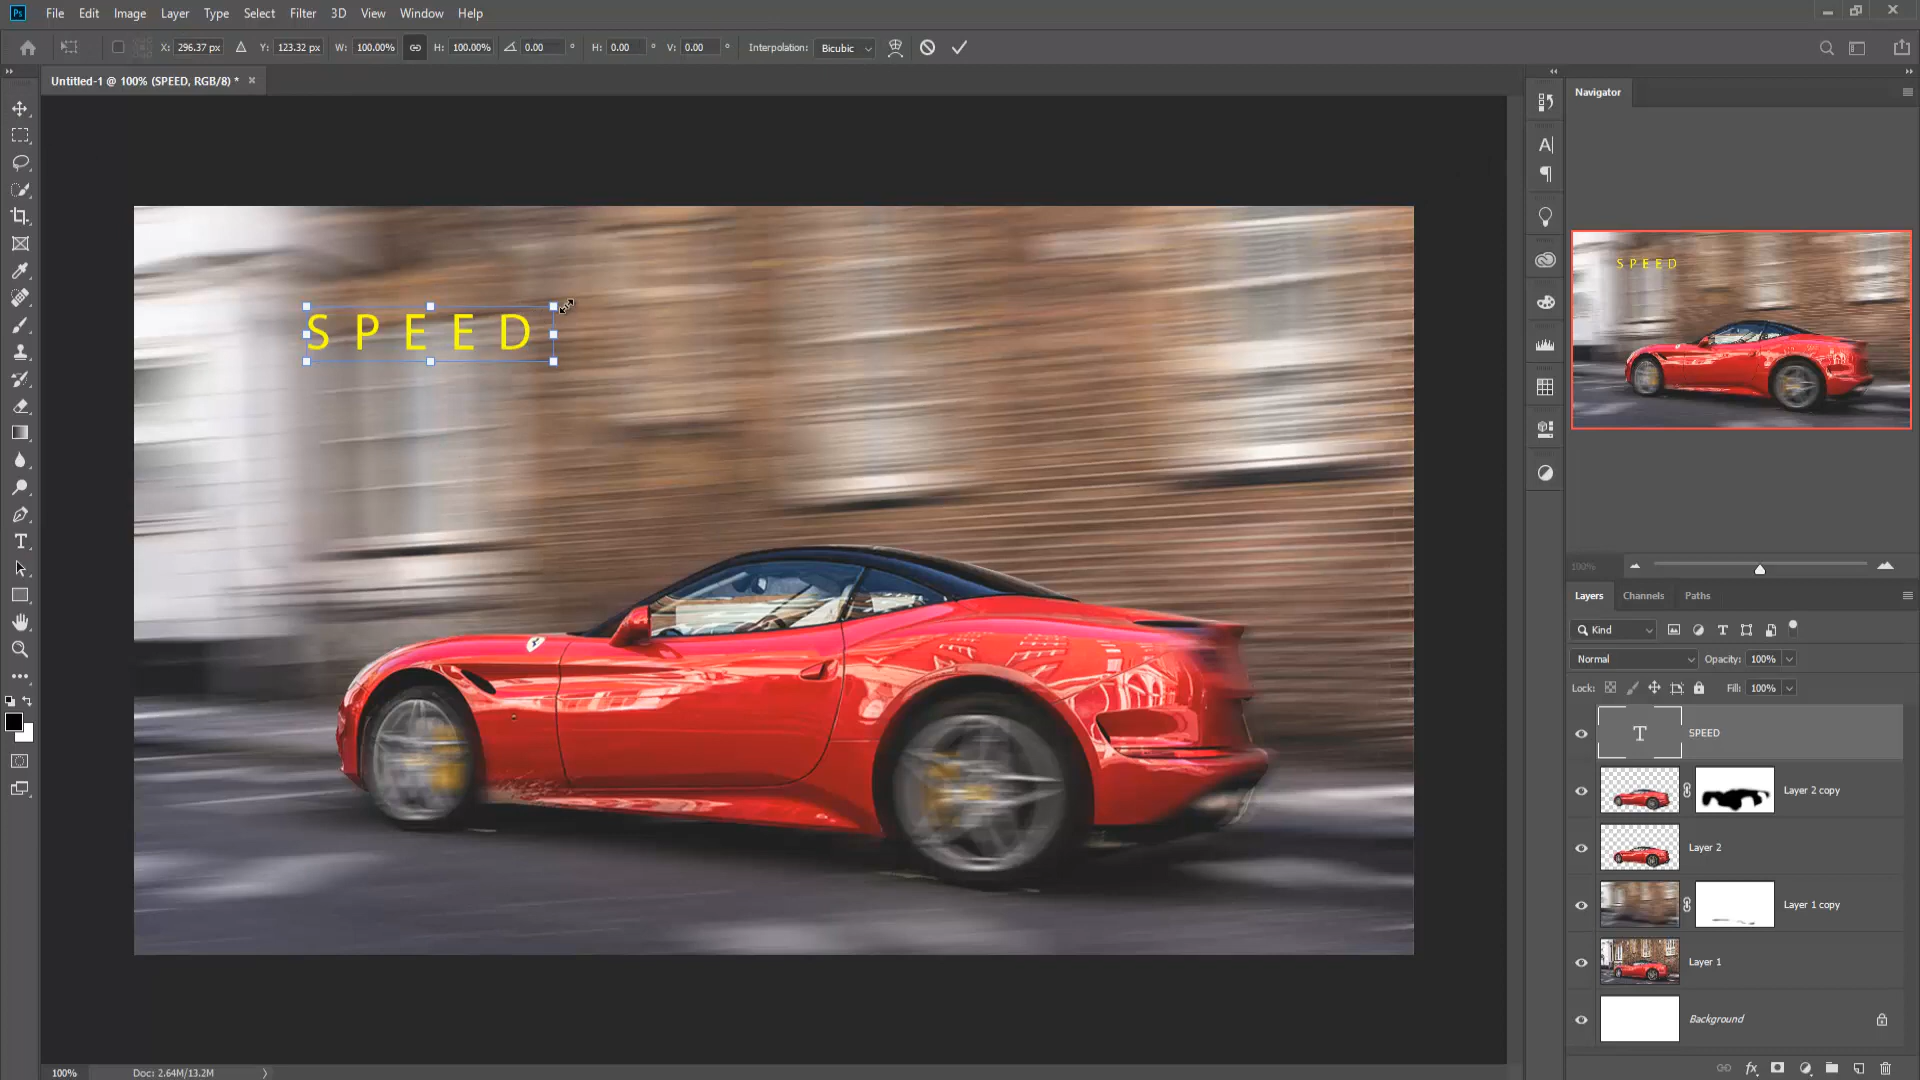 Ps File Edit Image Layer Type Select Filter 3D View Window Help
X: 296.37 px Y: 123.32 px W: 100.00% H: 100.00% 0.00 ° H: 0.00 ° V: 0.00 ° Interpolation: Bicubic
Untitled-1 @ 100% (SPEED, RGB/8) * ×
Navigator
SPEED
SPEED
100%
Layers Channels Paths
Kind
Normal Opacity: 100%
Lock: Fill: 100%
T SPEED
Layer 2 copy
Layer 2
Layer 1 copy
Layer 1
Background
fx
100% Doc: 2.64M/13.2M